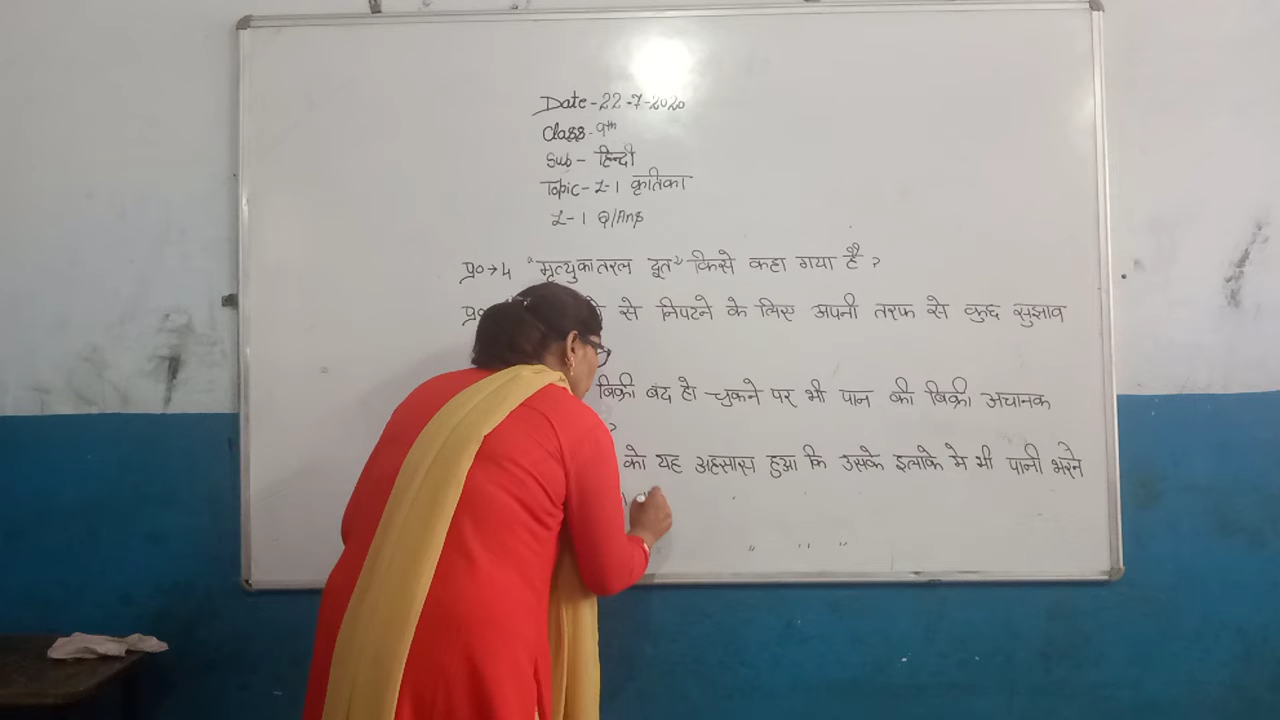 Date-22-7-2020
Class-9th
Sub-हिन्दी
Topic-L-1 कृतिका
L-1 Q/Ans
प्र०→4 "मृत्यु का तरल दूत" किसे कहा गया है ?
प्र० से निपटने के लिए अपनी तरफ से कुछ सुझाव
बिक्री बंद हो चुकने पर भी पान की बिक्री अचानक
?
को यह अहसास हुआ कि उसके इलाके मे भी पानी भरने